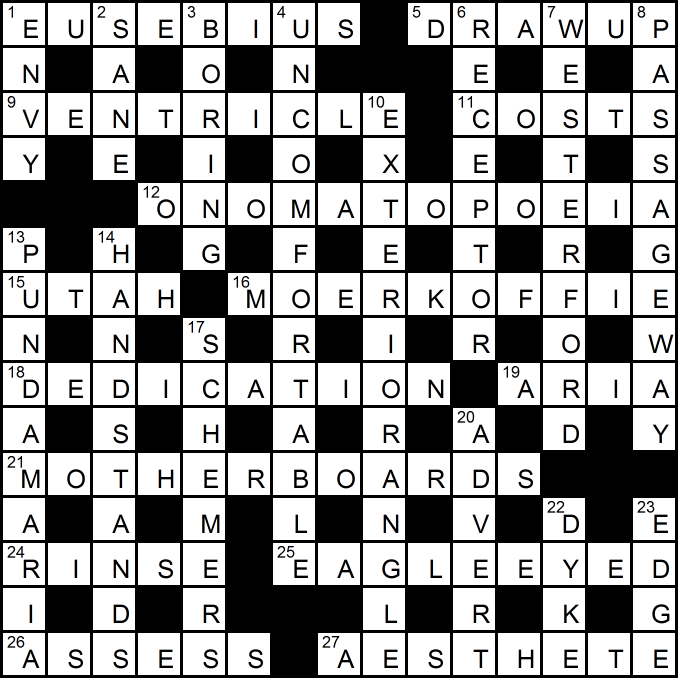 1 E U 2 S E 3 B I 4 U S 5 D 6 R A 7 W U 8 P
N A O N E E A
9 V E N T R I C L 10 E 11 C O S T S
Y E I O X E T S
12 O N O M A T O P O E I A
13 P 14 H G F E T R G
15 U T A H 16 M O E R K O F F I E
N N 17 S R I R O W
18 D E D I C A T I O N 19 A R I A
A S H A R 20 A D Y
21 M O T H E R B O A R D S
A A M L N V 22 D 23 E
24 R I N S E 25 E A G L E E Y E D
I D R L R K G
26 A S S E S S 27 A E S T H E T E